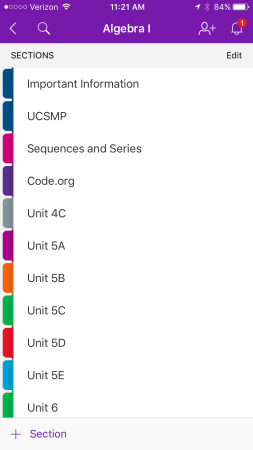 Verizon 11:21 AM 84%
Algebra I
1
SECTIONS Edit
Important Information
UCSMP
Sequences and Series
Code.org
Unit 4C
Unit 5A
Unit 5B
Unit 5C
Unit 5D
Unit 5E
Unit 6
+ Section